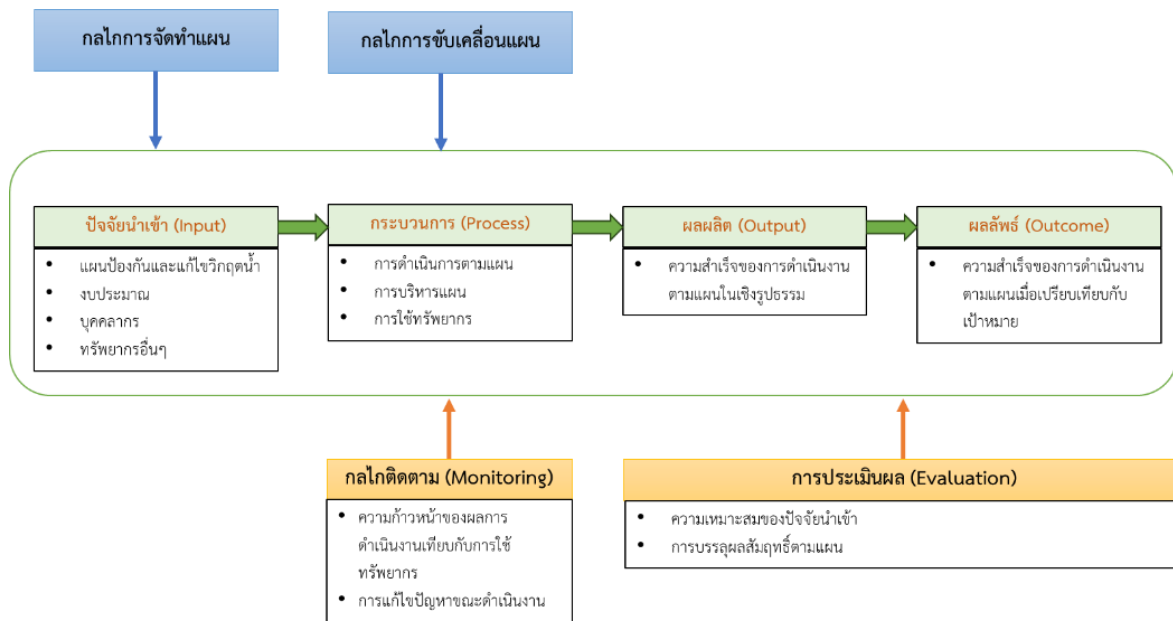 กลไกการจัดทำแผน
กลไกการขับเคลื่อนแผน
ปัจจัยนำเข้า (Input)
• แผนป้องกันและแก้ไขวิกฤตน้ำ
• งบประมาณ
• บุคคลากร
• ทรัพยากรอื่นๆ
กระบวนการ (Process)
• การดำเนินการตามแผน
• การบริหารแผน
• การใช้ทรัพยากร
ผลผลิต (Output)
• ความสำเร็จของการดำเนินงาน
ตามแผนในเชิงรูปธรรม
ผลลัพธ์ (Outcome)
• ความสำเร็จของการดำเนินงาน
ตามแผนเมื่อเปรียบเทียบกับ
เป้าหมาย
กลไกติดตาม (Monitoring)
• ความก้าวหน้าของผลการ
ดำเนินงานเทียบกับการใช้
ทรัพยากร
• การแก้ไขปัญหาขณะดำเนินงาน
การประเมินผล (Evaluation)
• ความเหมาะสมของปัจจัยนำเข้า
• การบรรลุผลสัมฤทธิ์ตามแผน